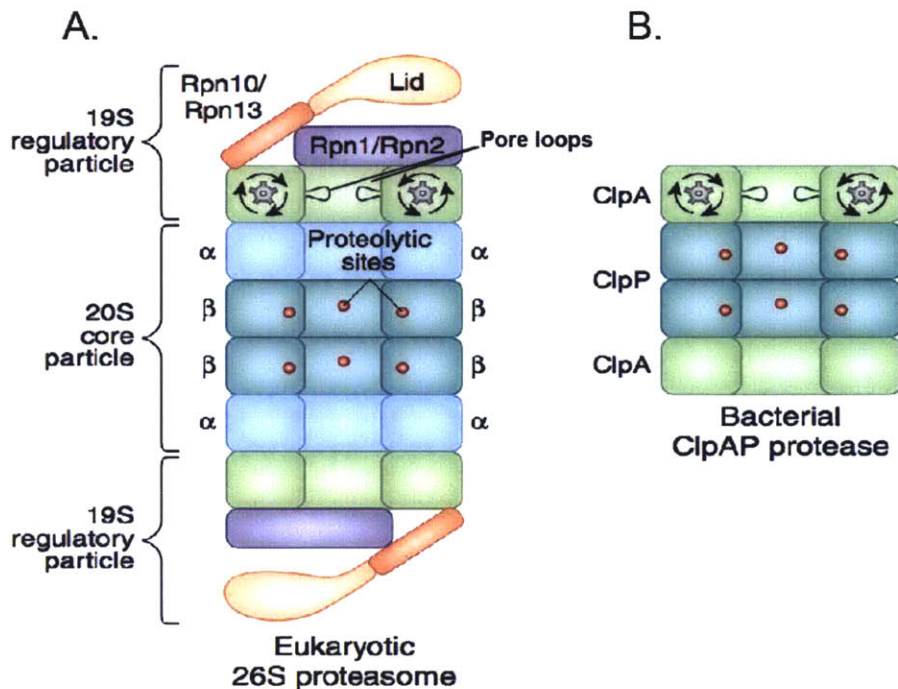 A.
B.
Rpn10/
Rpn13
Lid
19S
regulatory
particle
Rpn1/Rpn2
Pore loops
ClpA
α
Proteolytic
sites
α
ClpP
20S
core
particle
β
β
β
β
ClpA
α
α
Bacterial
ClpAP protease
19S
regulatory
particle
Eukaryotic
26S proteasome